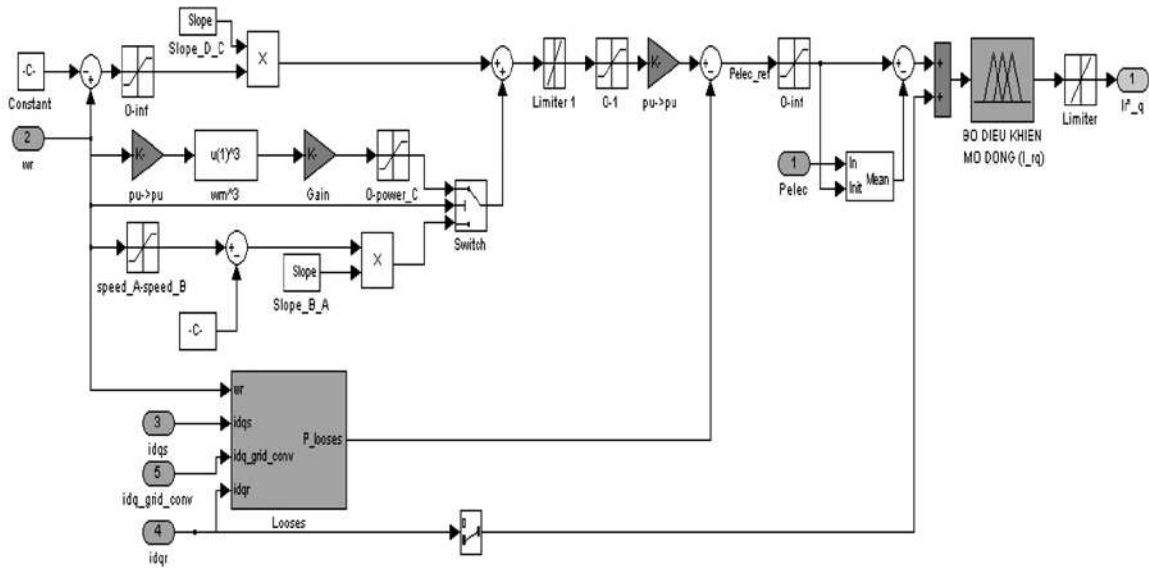 Slope
Slope_D_C
-C-
Constant
0-inf
X
2
wr
K-
pu->pu
u(1)^3
wm^3
K-
Gain
0-power_C
Switch
Limiter 1
0-1
K-
pu->pu
Pelec_ref
0-inf
1
Pelec
In
Init
Mean
BO DIEU KHIEN
MO DONG (I_rq)
Limiter
1
speed_A-speed_B
Slope
Slope_B_A
X
-C-
wr
idqs
idq_grid_conv
idqr
P_looses
Looses
3
idqs
5
idq_grid_conv
4
idqr